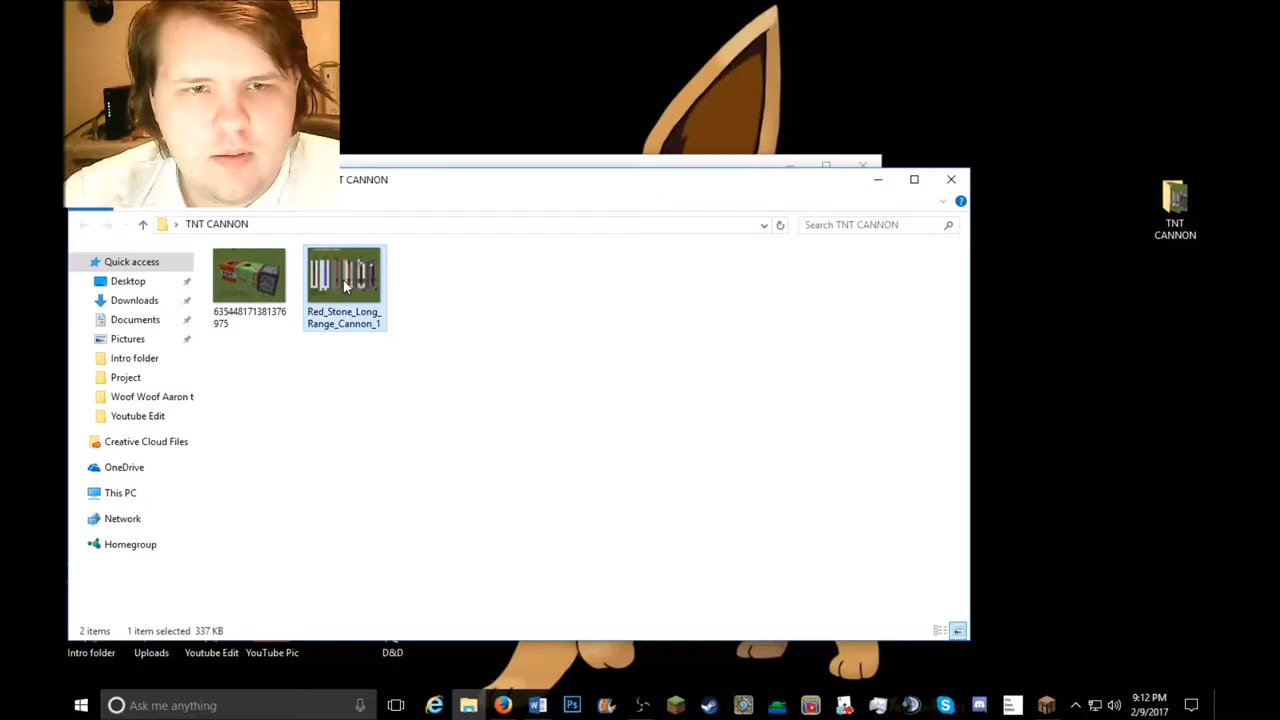 T CANNON
TNT CANNON
Search TNT CANNON
Quick access
Desktop
Downloads
Documents
Pictures
Intro folder
Project
Woof Woof Aaron t
Youtube Edit
Creative Cloud Files
OneDrive
This PC
Network
Homegroup
635448171381376
975
Red_Stone_Long_
Range_Cannon_1
TNT
CANNON
2 items 1 item selected 337 KB
Intro folder
Uploads
Youtube Edit
YouTube Pic
D&D
Ask me anything
9:12 PM
2/9/2017